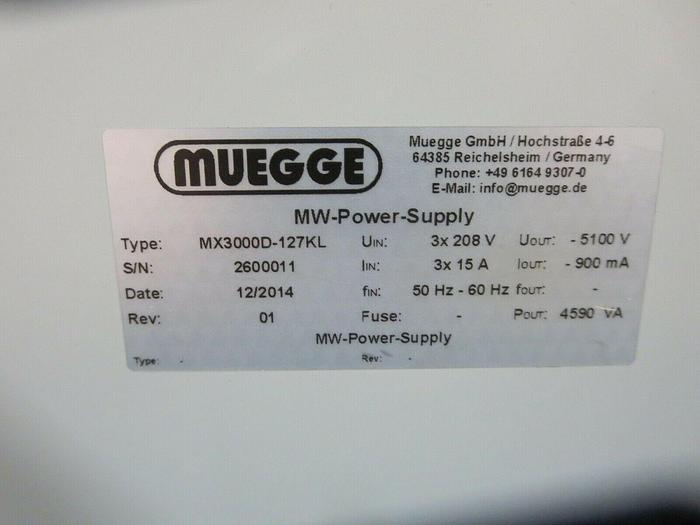 MUEGGE
Muegge GmbH / Hochstraße 4-6
64385 Reichelsheim / Germany
Phone: +49 6164 9307-0
E-Mail: info@muegge.de
MW-Power-Supply
Type: MX3000D-127KL UIN: 3x 208 V UOUT: - 5100 V
S/N: 2600011 IIN: 3x 15 A IOUT: - 900 mA
Date: 12/2014 fIN: 50 Hz - 60 Hz fOUT: -
Rev: 01 Fuse: - POUT: 4590 VA
MW-Power-Supply
Type: - Rev: -